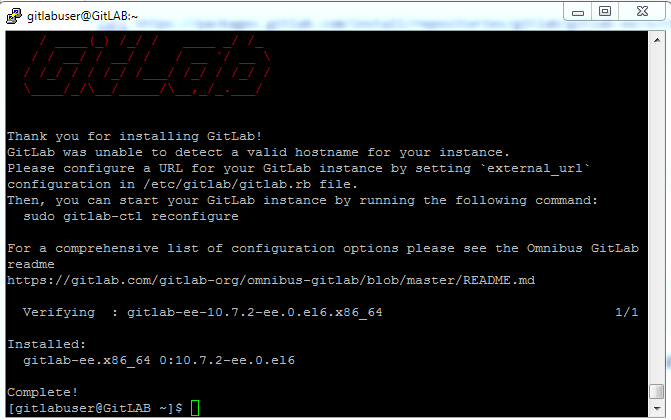 gitlabuser@GitLAB:~
Thank you for installing GitLab!
GitLab was unable to detect a valid hostname for your instance.
Please configure a URL for your GitLab instance by setting `external_url`
configuration in /etc/gitlab/gitlab.rb file.
Then, you can start your GitLab instance by running the following command:
  sudo gitlab-ctl reconfigure
For a comprehensive list of configuration options please see the Omnibus GitLab
readme
https://gitlab.com/gitlab-org/omnibus-gitlab/blob/master/README.md
  Verifying  : gitlab-ee-10.7.2-ee.0.el6.x86_64                             1/1
Installed:
  gitlab-ee.x86_64 0:10.7.2-ee.0.el6
Complete!
[gitlabuser@GitLAB ~]$